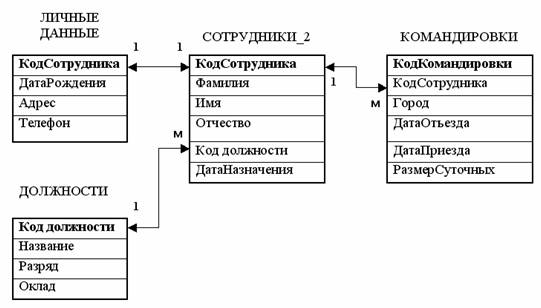 ЛИЧНЫЕ
ДАННЫЕ
КодСотрудника
ДатаРождения
Адрес
Телефон
1
1
СОТРУДНИКИ_2
КодСотрудника
Фамилия
Имя
Отчество
Код должности
ДатаНазначения
1
м
м
КОМАНДИРОВКИ
КодКомандировки
КодСотрудника
Город
ДатаОтъезда
ДатаПриезда
РазмерСуточных
ДОЛЖНОСТИ
1
Код должности
Название
Разряд
Оклад